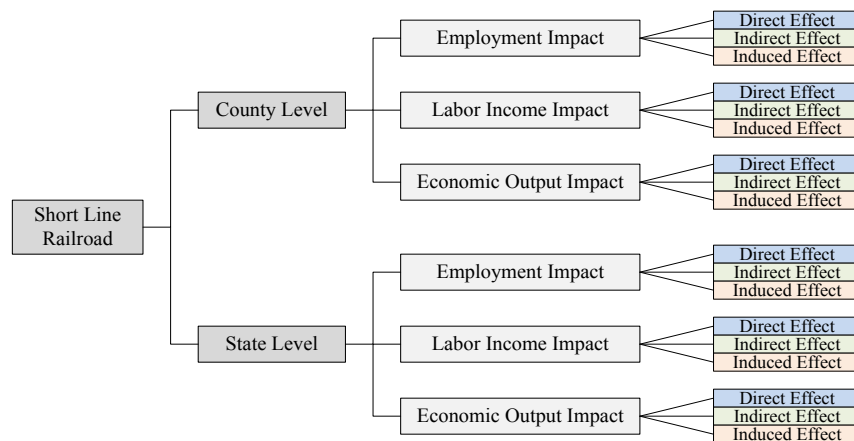 Employment Impact
Direct Effect
Indirect Effect
Induced Effect
County Level
Labor Income Impact
Direct Effect
Indirect Effect
Induced Effect
Economic Output Impact
Direct Effect
Indirect Effect
Induced Effect
Short Line
Railroad
Employment Impact
Direct Effect
Indirect Effect
Induced Effect
State Level
Labor Income Impact
Direct Effect
Indirect Effect
Induced Effect
Economic Output Impact
Direct Effect
Indirect Effect
Induced Effect